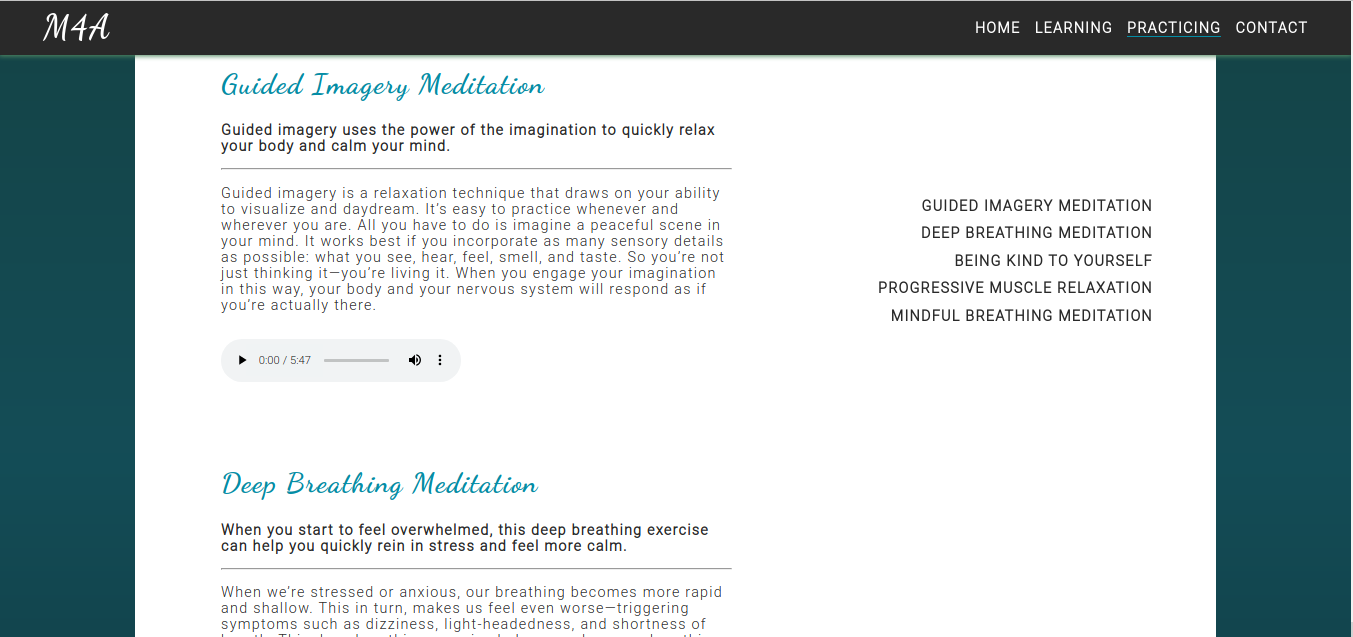 M4A
HOME LEARNING PRACTICING CONTACT
Guided Imagery Meditation
Guided imagery uses the power of the imagination to quickly relax
your body and calm your mind.
Guided imagery is a relaxation technique that draws on your ability
to visualize and daydream. It’s easy to practice whenever and
wherever you are. All you have to do is imagine a peaceful scene in
your mind. It works best if you incorporate as many sensory details
as possible: what you see, hear, feel, smell, and taste. So you’re not
just thinking it—you’re living it. When you engage your imagination
in this way, your body and your nervous system will respond as if
you’re actually there.
0:00 / 5:47
GUIDED IMAGERY MEDITATION
DEEP BREATHING MEDITATION
BEING KIND TO YOURSELF
PROGRESSIVE MUSCLE RELAXATION
MINDFUL BREATHING MEDITATION
Deep Breathing Meditation
When you start to feel overwhelmed, this deep breathing exercise
can help you quickly rein in stress and feel more calm.
When we’re stressed or anxious, our breathing becomes more rapid
and shallow. This in turn, makes us feel even worse—triggering
symptoms such as dizziness, light-headedness, and shortness of